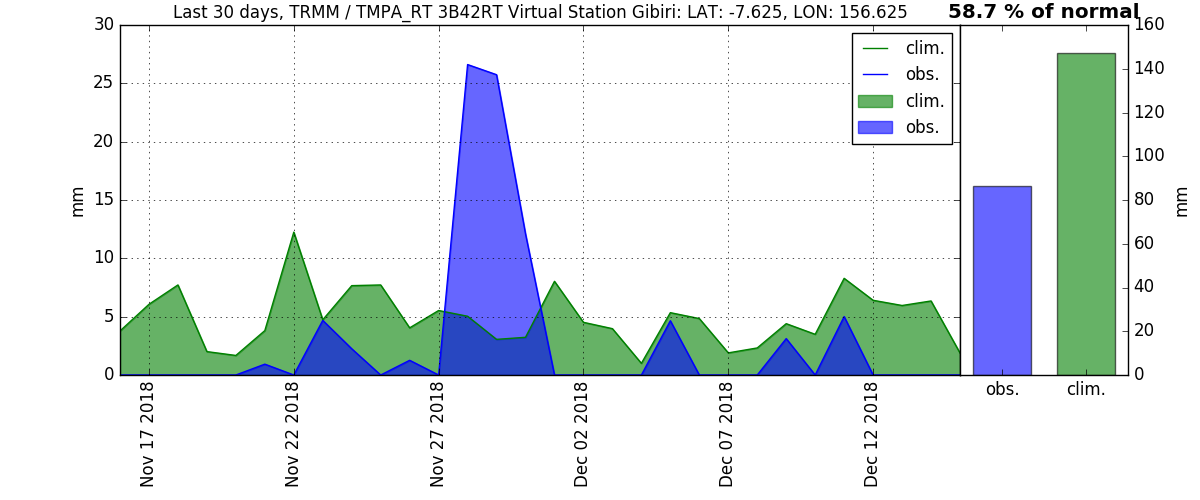 Last 30 days, TRMM / TMPA_RT 3B42RT Virtual Station Gibiri: LAT: -7.625, LON: 156.625
58.7 % of normal
30
25
20
15
10
5
0
mm
clim.
obs.
clim.
obs.
Nov 17 2018
Nov 22 2018
Nov 27 2018
Dec 02 2018
Dec 07 2018
Dec 12 2018
160
140
120
100
80
60
40
20
0
mm
obs.
clim.